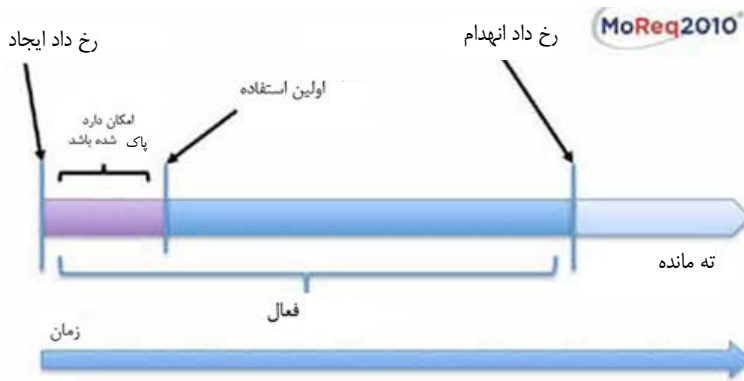 MoReq2010
رخ داد انهدام
رخ داد ایجاد
اولین استفاده
امکان دارد
پاک شده باشد
ته مانده
فعال
زمان